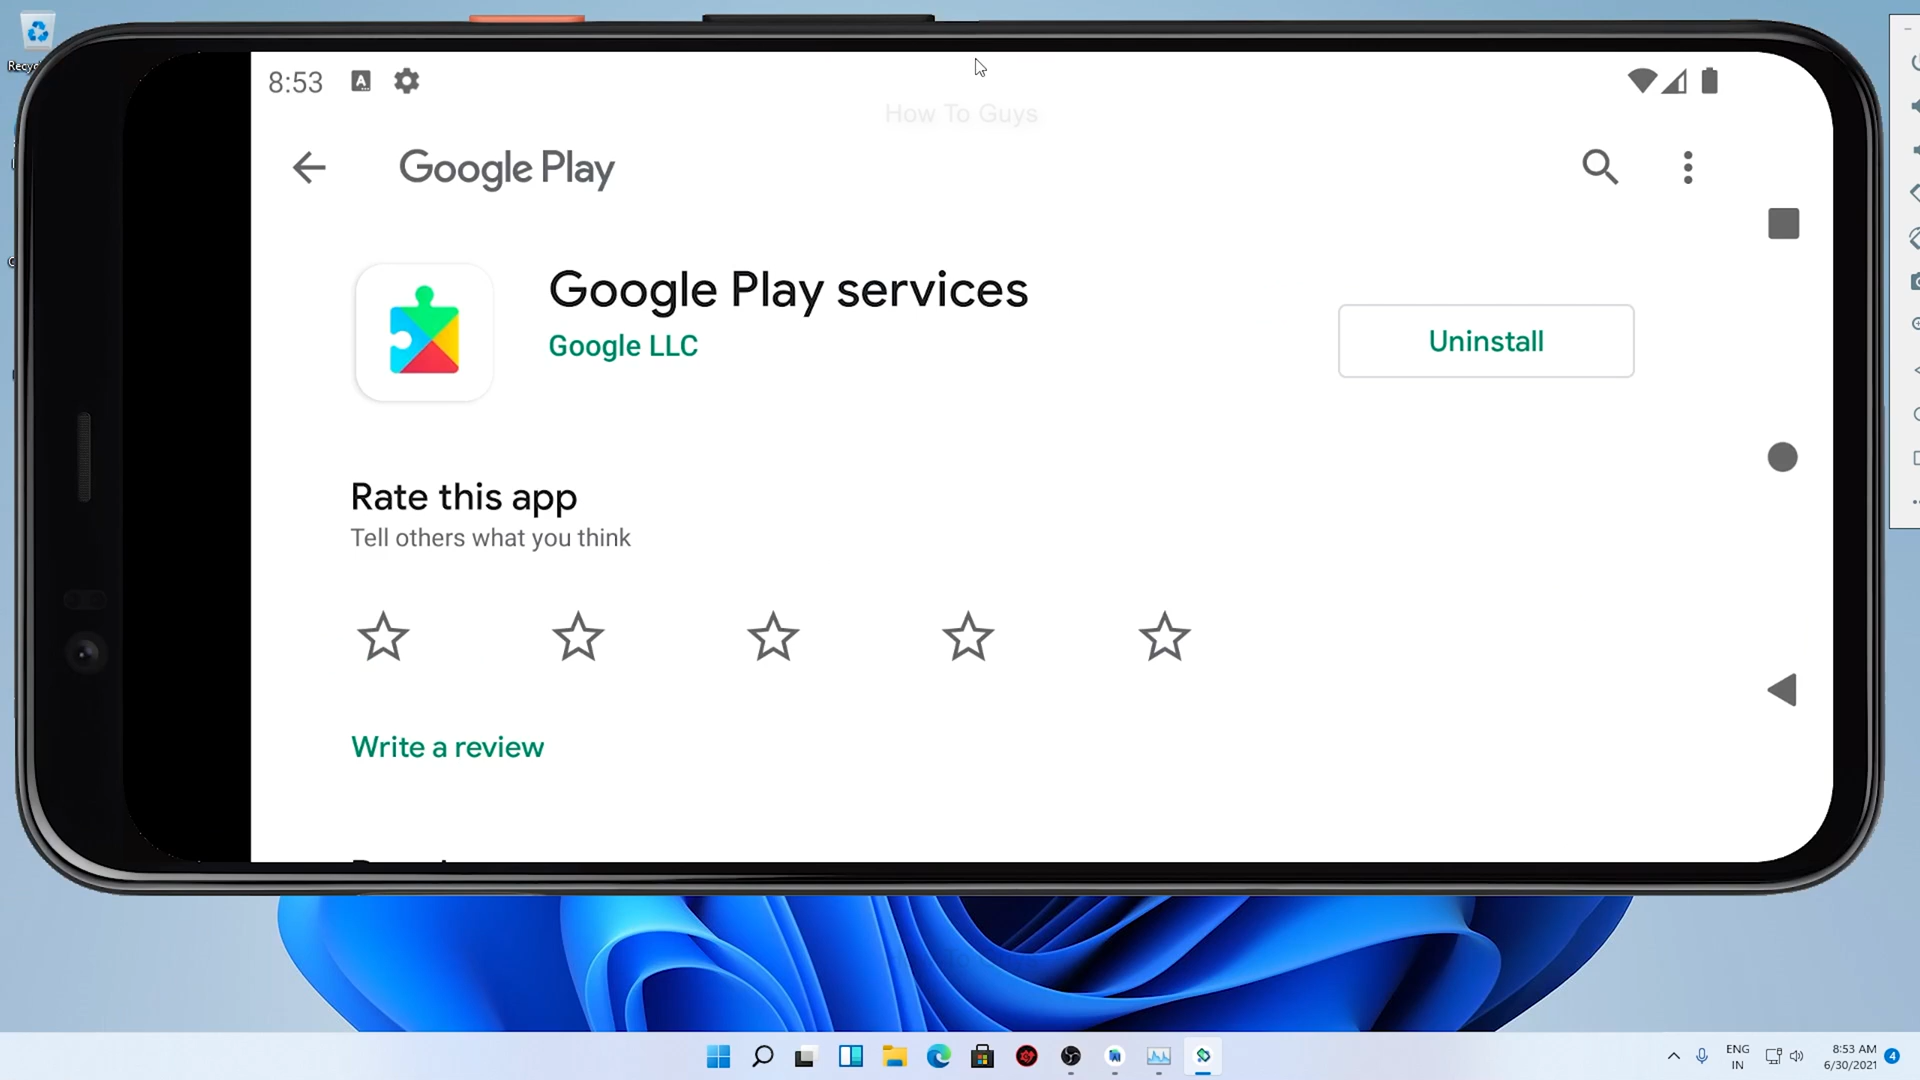 Recyc
8:53
How To Guys
Google Play
Google Play services
Google LLC
Uninstall
Rate this app
Tell others what you think
Write a review
ENG
IN
8:53 AM
6/30/2021
4